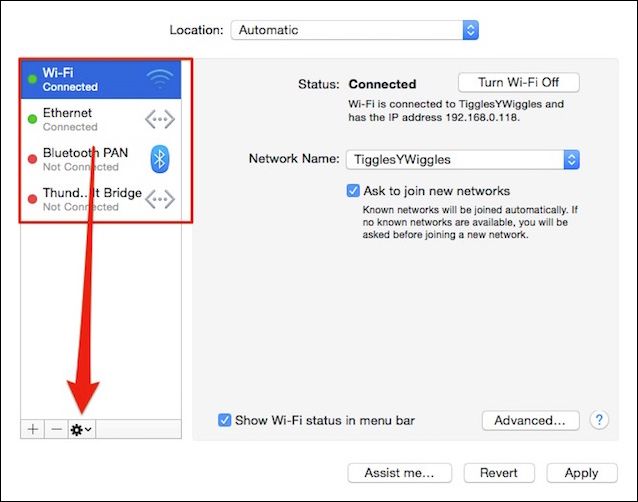 Location: Automatic
Wi-Fi
Connected
Ethernet
Connected
Bluetooth PAN
Not Connected
Thund...lt Bridge
Not Connected
Status: Connected
Turn Wi-Fi Off
Wi-Fi is connected to TigglesYWiggles and
has the IP address 192.168.0.118.
Network Name: TigglesYWiggles
Ask to join new networks
Known networks will be joined automatically. If
no known networks are available, you will be
asked before joining a new network.
Show Wi-Fi status in menu bar
Advanced...
?
Assist me...
Revert
Apply